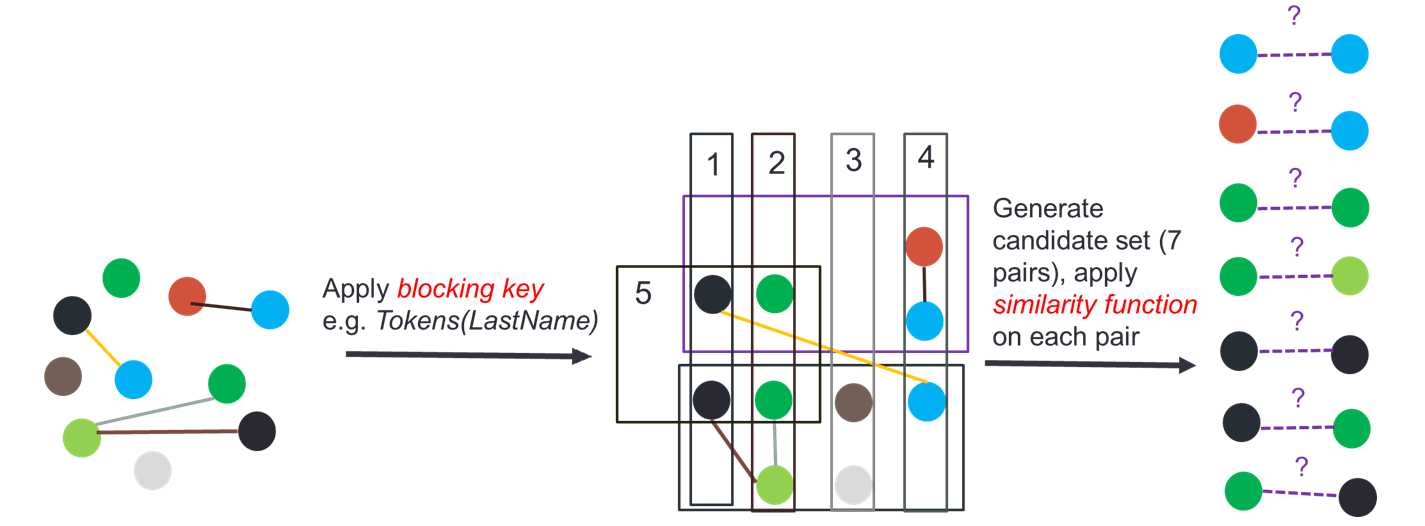 Apply blocking key
e.g. Tokens(LastName)
1
2
3
4
5
Generate
candidate set (7
pairs), apply
similarity function
on each pair
?
?
?
?
?
?
?